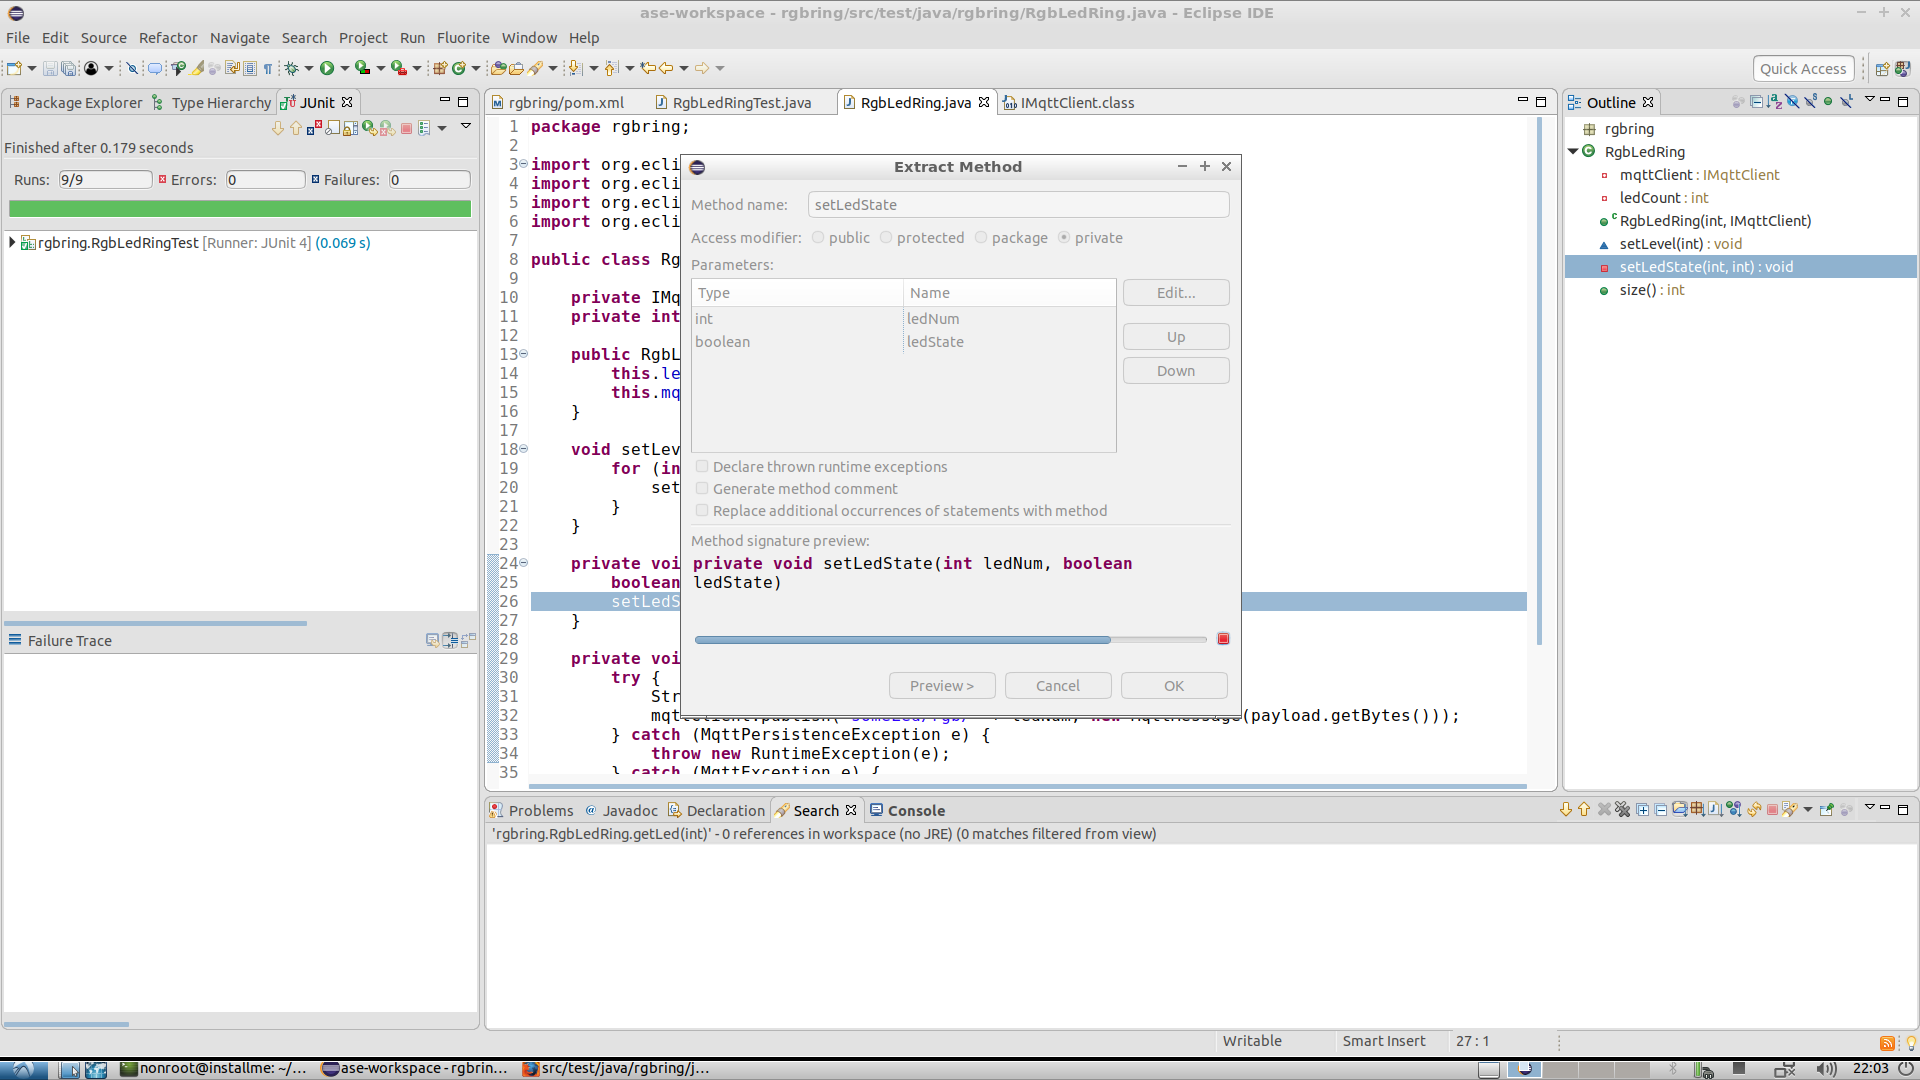 ase-workspace - rgbring/src/test/java/rgbring/RgbLedRing.java - Eclipse IDE
File Edit Source Refactor Navigate Search Project Run Fluorite Window Help
Quick Access
Package Explorer Type Hierarchy JUnit
Finished after 0.179 seconds
Runs: 9/9 Errors: 0 Failures: 0
rgbring.RgbLedRingTest [Runner: JUnit 4] (0.069 s)
Failure Trace
rgbring/pom.xml RgbLedRingTest.java RgbLedRing.java IMqttClient.class
1 package rgbring;
2
3 import org.ecli
4 import org.ecli
5 import org.ecli
6 import org.ecli
7
8 public class Rg
9
10 private IMq
11 private int
12
13 public RgbL
14 this.le
15 this.mq
16 }
17
18 void setLev
19 for (in
20 set
21 }
22 }
23
24 private voi
25 boolean
26 setLedS
27 }
28
29 private voi
30 try {
31 Str
32 (payload.getBytes()));
33 } catch (MqttPersistenceException e) {
34 throw new RuntimeException(e);
35 } catch (MqttException e) {
Extract Method
Method name: setLedState
Access modifier: public protected package private
Parameters:
Type Name
int ledNum
boolean ledState
Edit...
Up
Down
Declare thrown runtime exceptions
Generate method comment
Replace additional occurrences of statements with method
Method signature preview:
private void setLedState(int ledNum, boolean
ledState)
Preview > Cancel OK
Outline
rgbring
RgbLedRing
mqttClient : IMqttClient
ledCount : int
RgbLedRing(int, IMqttClient)
setLevel(int) : void
setLedState(int, int) : void
size() : int
Problems Javadoc Declaration Search Console
'rgbring.RgbLedRing.getLed(int)' - 0 references in workspace (no JRE) (0 matches filtered from view)
Writable Smart Insert 27 : 1
nonroot@installme: ~/... ase-workspace - rgbrin... src/test/java/rgbring/j... 22:03